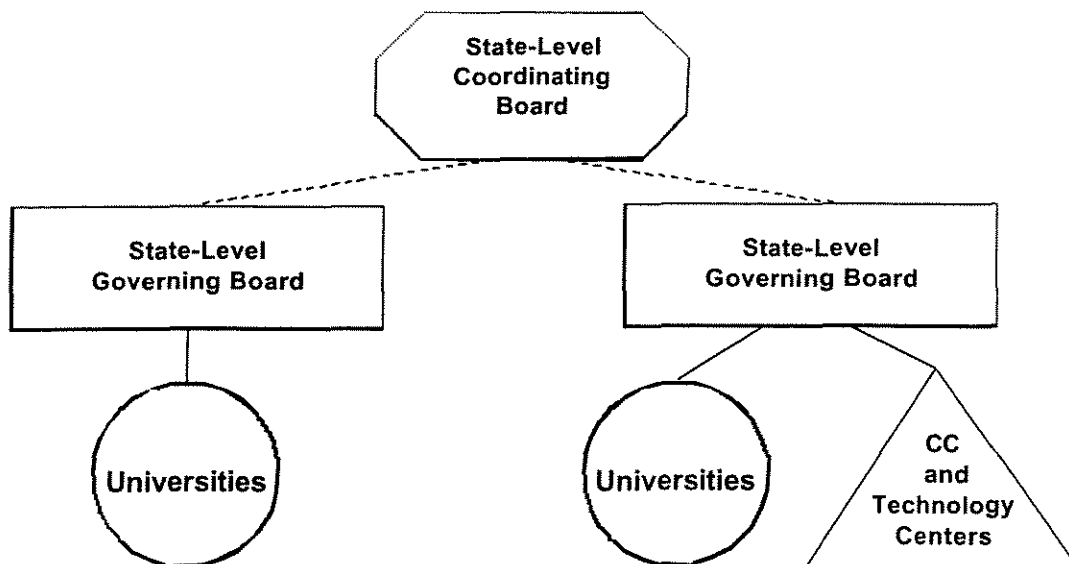 State-Level
Coordinating
Board
State-Level
Governing Board
State-Level
Governing Board
Universities
Universities
CC
and
Technology
Centers